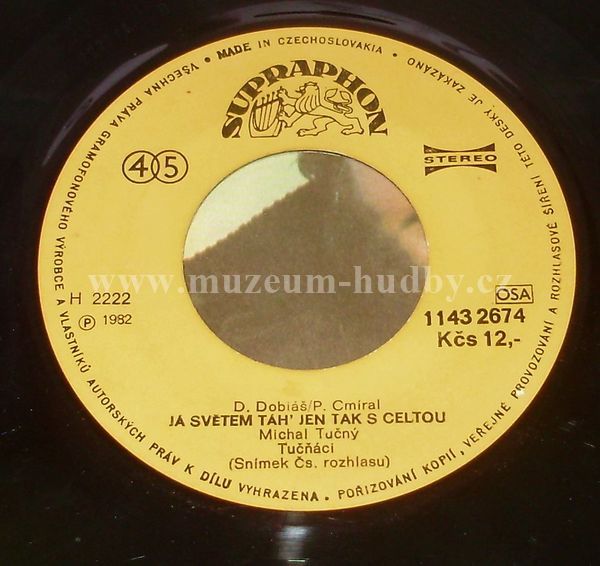 VŠECHNA PRÁVA GRAMOFONOVÉHO VÝROBCE A VLASTNÍKŮ AUTORSKÝCH PRÁV K DÍLU VYHRAZENA. POŘIZOVÁNÍ KOPIÍ, VEŘEJNÉ PROVOZOVÁNÍ A ROZHLASOVÉ ŠÍŘENÍ TÉTO DESKY JE ZAKÁZÁNO
• MADE IN CZECHOSLOVAKIA •
SUPRAPHON
45
STEREO
www.muzeum-hudby.cz
H 2222
℗ 1982
OSA
1143 2674
Kčs 12,-
D. Dobiáš/P. Cmíral
JÁ SVĚTEM TÁH' JEN TAK S CELTOU
Michal Tučný
Tučňáci
(Snímek Čs. rozhlasu)